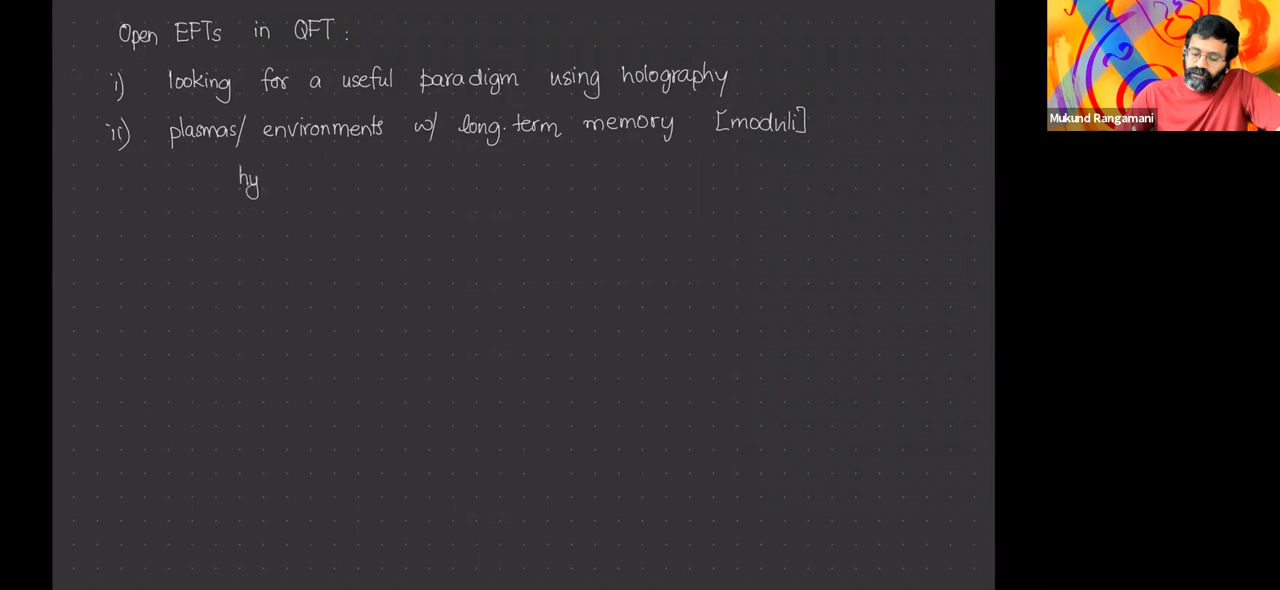 Open EFTs in QFT:
i) looking for a useful paradigm using holography
ii) plasmas/ environments w/ long-term memory [moduli]
hy
Mukund Rangamani